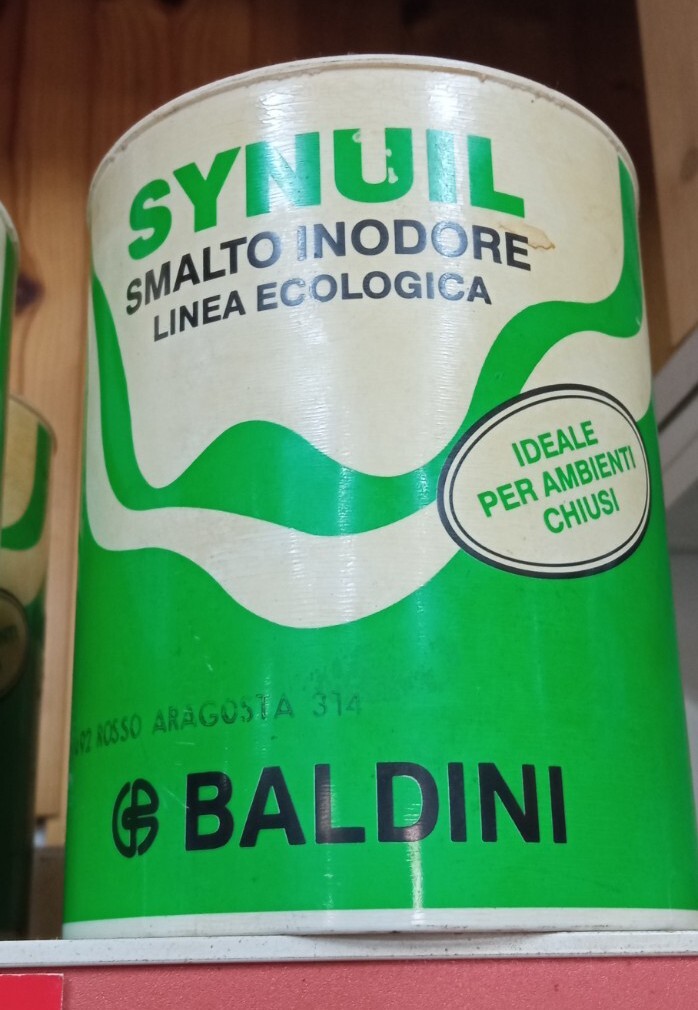 SYNUIL
SMALTO INODORE
LINEA ECOLOGICA
IDEALE
PER AMBIENTI
CHIUSI
ROSSO ARAGOSTA 314
BALDINI